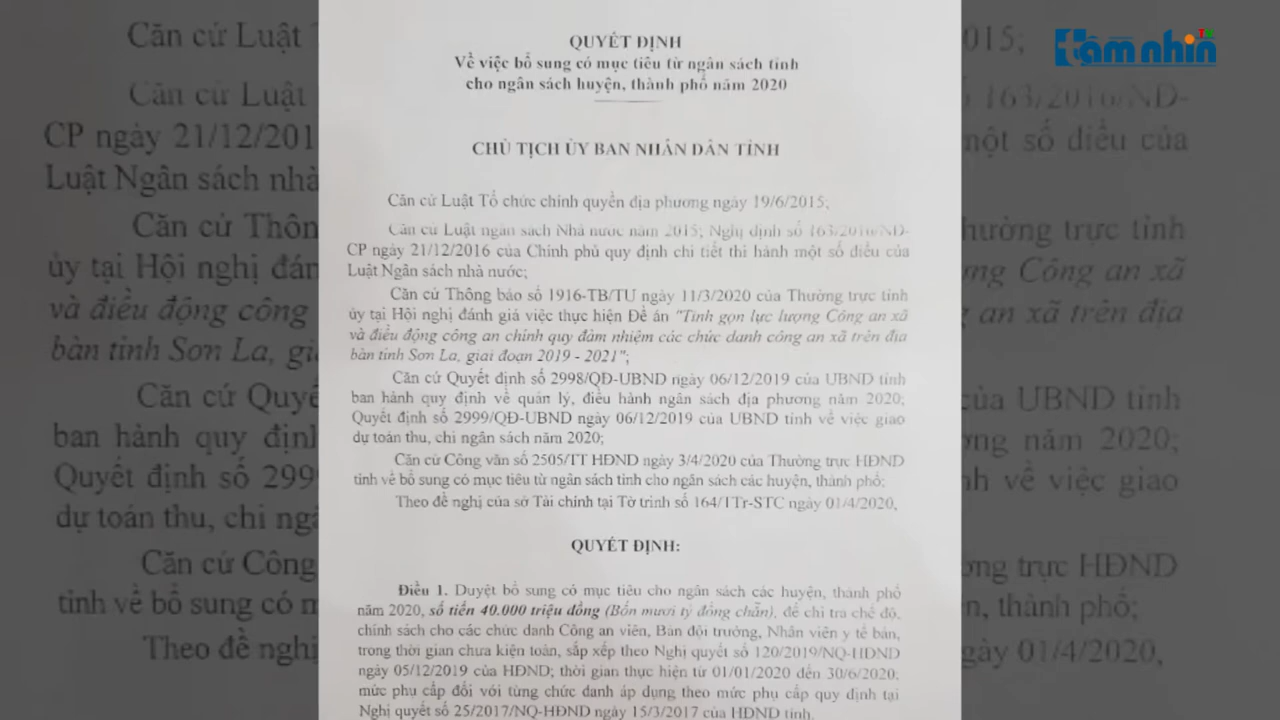 tầm nhìn
QUYẾT ĐỊNH
Về việc bổ sung có mục tiêu từ ngân sách tỉnh
cho ngân sách huyện, thành phố năm 2020
CHỦ TỊCH ỦY BAN NHÂN DÂN TỈNH
Căn cứ Luật Tổ chức chính quyền địa phương ngày 19/6/2015;
Căn cứ Luật ngân sách Nhà nước năm 2015; Nghị định số 163/2016/NĐ-
CP ngày 21/12/2016 của Chính phủ quy định chi tiết thi hành một số điều của
Luật Ngân sách nhà nước;
Căn cứ Thông báo số 1916-TB/TU ngày 11/3/2020 của Thường trực tỉnh
ủy tại Hội nghị đánh giá việc thực hiện Đề án "Tinh gọn lực lượng Công an xã
và điều động công an chính quy đảm nhiệm các chức danh công an xã trên địa
bàn tỉnh Sơn La, giai đoạn 2019 - 2021";
Căn cứ Quyết định số 2998/QĐ-UBND ngày 06/12/2019 của UBND tỉnh
ban hành quy định về quản lý, điều hành ngân sách địa phương năm 2020;
Quyết định số 2999/QĐ-UBND ngày 06/12/2019 của UBND tỉnh về việc giao
dự toán thu, chi ngân sách năm 2020;
Căn cứ Công văn số 2505/TT HĐND ngày 3/4/2020 của Thường trực HĐND
tỉnh về bổ sung có mục tiêu từ ngân sách tỉnh cho ngân sách các huyện, thành phố;
Theo đề nghị của sở Tài chính tại Tờ trình số 164/TTr-STC ngày 01/4/2020,
QUYẾT ĐỊNH:
Điều 1. Duyệt bổ sung có mục tiêu cho ngân sách các huyện, thành phố
năm 2020, số tiền 40.000 triệu đồng (Bốn mươi tỷ đồng chẵn), để chi trả chế độ,
chính sách cho các chức danh Công an viên, Bản đội trưởng, Nhân viên y tế bản,
trong thời gian chưa kiện toàn, sắp xếp theo Nghị quyết số 120/2019/NQ-HĐND
ngày 05/12/2019 của HĐND; thời gian thực hiện từ 01/01/2020 đến 30/6/2020;
mức phụ cấp đối với từng chức danh áp dụng theo mức phụ cấp quy định tại
Nghị quyết số 25/2017/NQ-HĐND ngày 15/3/2017 của HĐND tỉnh.